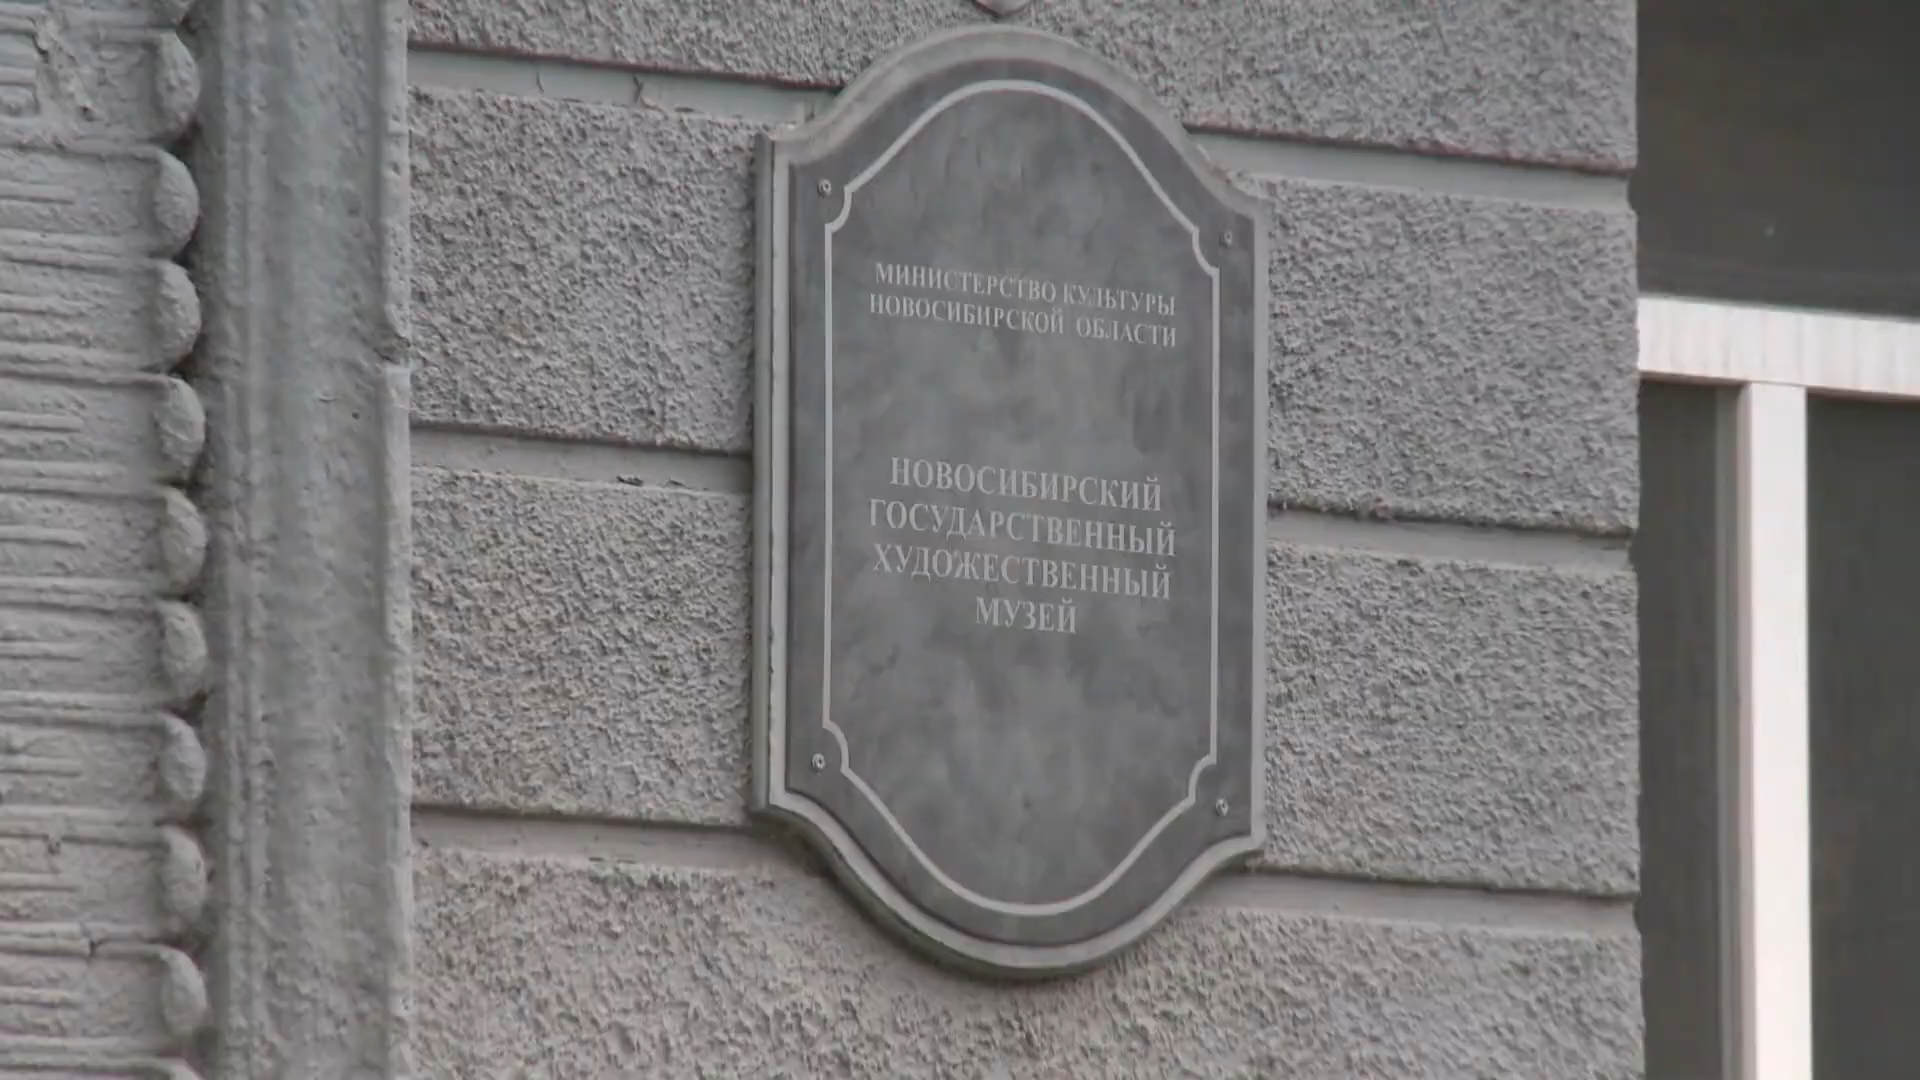 МИНИСТЕРСТВО КУЛЬТУРЫ
НОВОСИБИРСКОЙ ОБЛАСТИ
НОВОСИБИРСКИЙ
ГОСУДАРСТВЕННЫЙ
ХУДОЖЕСТВЕННЫЙ
МУЗЕЙ